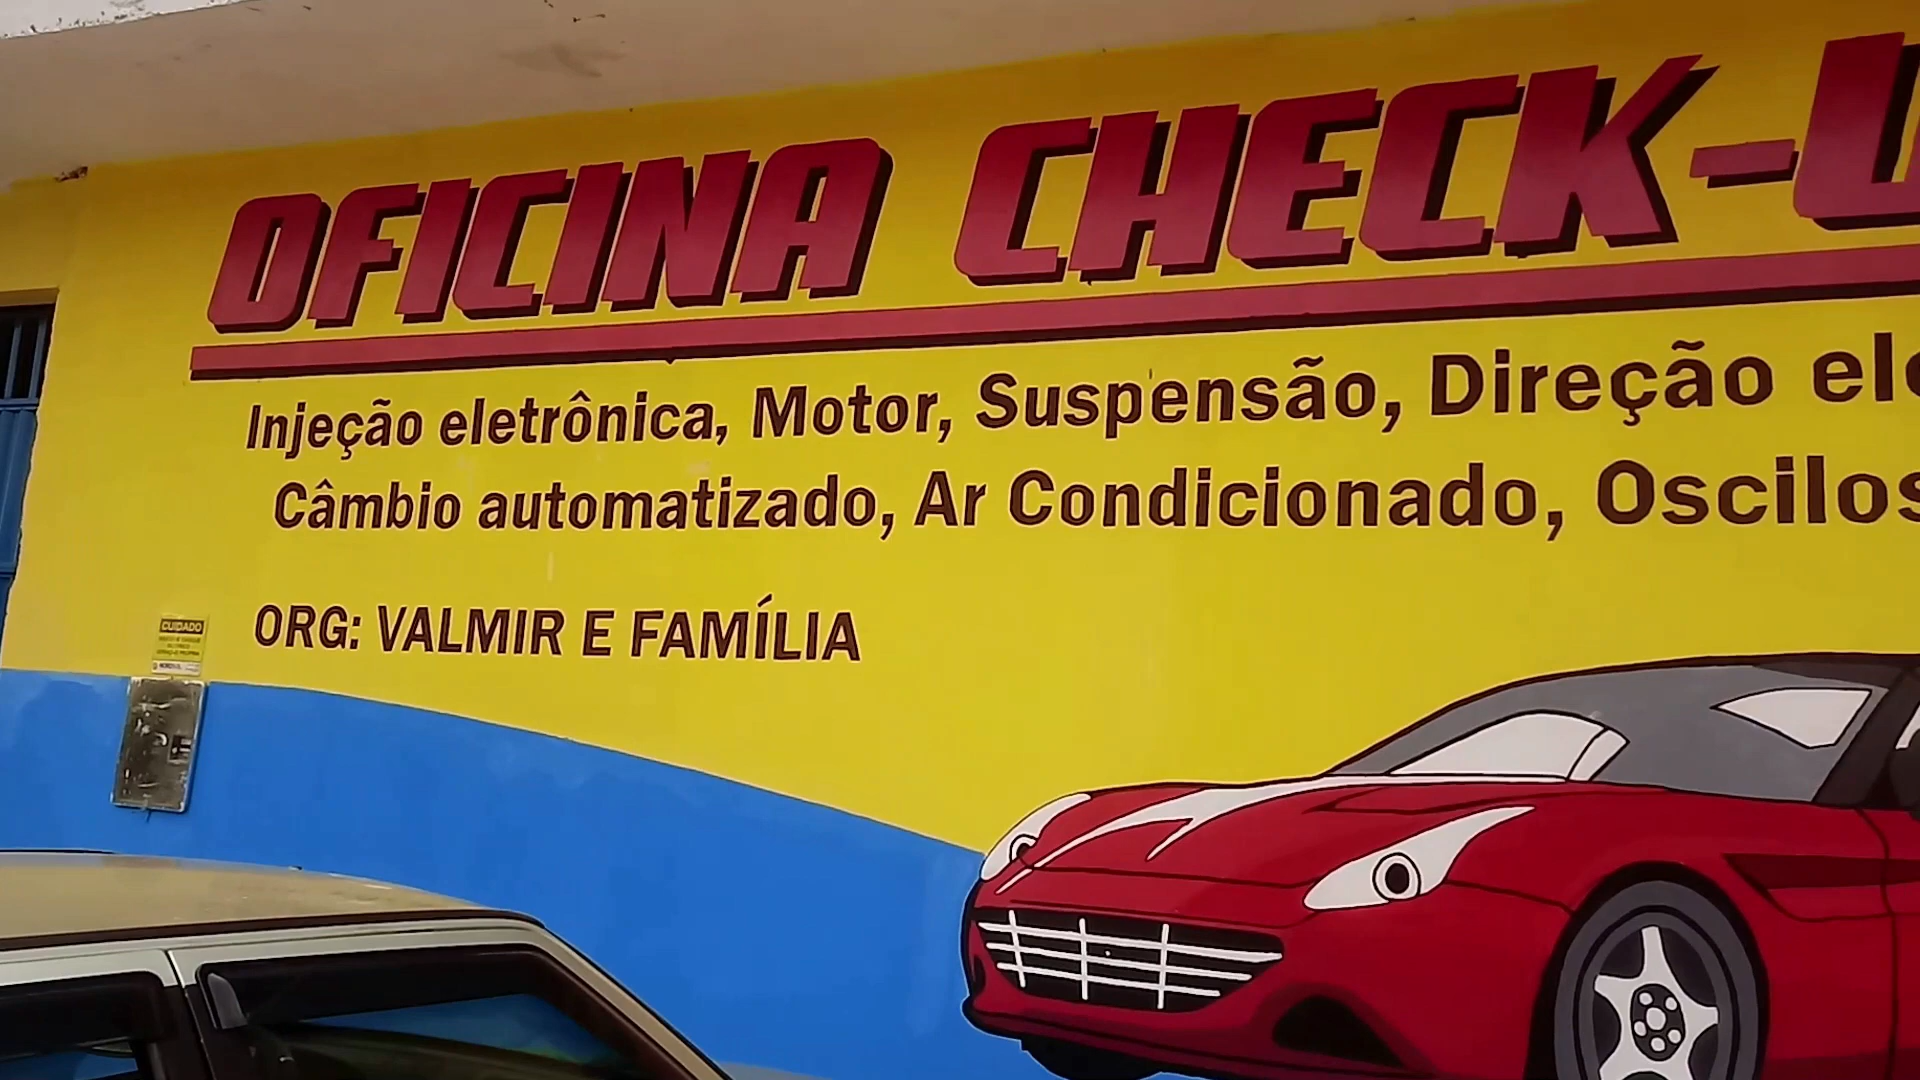 OFICINA CHECK-U
Injeção eletrônica, Motor, Suspensão, Direção
Câmbio automatizado, Ar Condicionado,
ORG: VALMIR E FAMÍLIA
CUIDADO